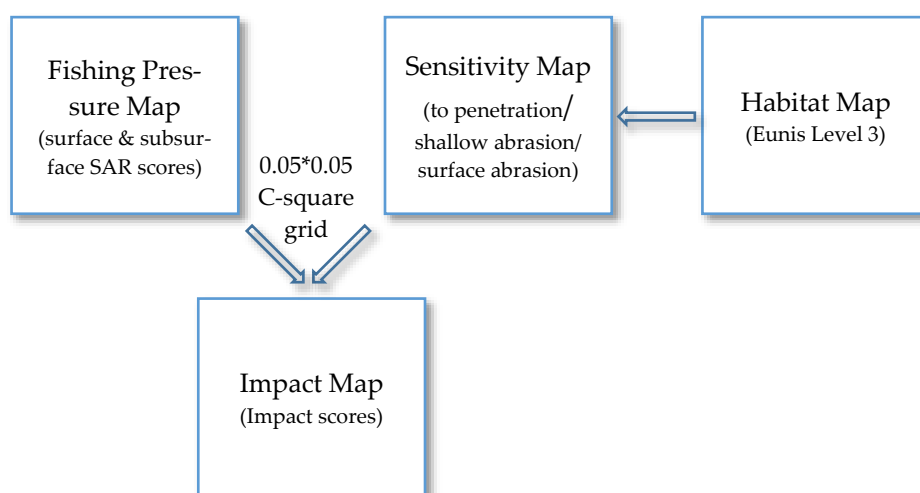 Fishing Pres-
sure Map
(surface & subsur-
face SAR scores)
0.05*0.05
C-square
grid
Sensitivity Map
(to penetration/
shallow abrasion/
surface abrasion)
Habitat Map
(Eunis Level 3)
Impact Map
(Impact scores)